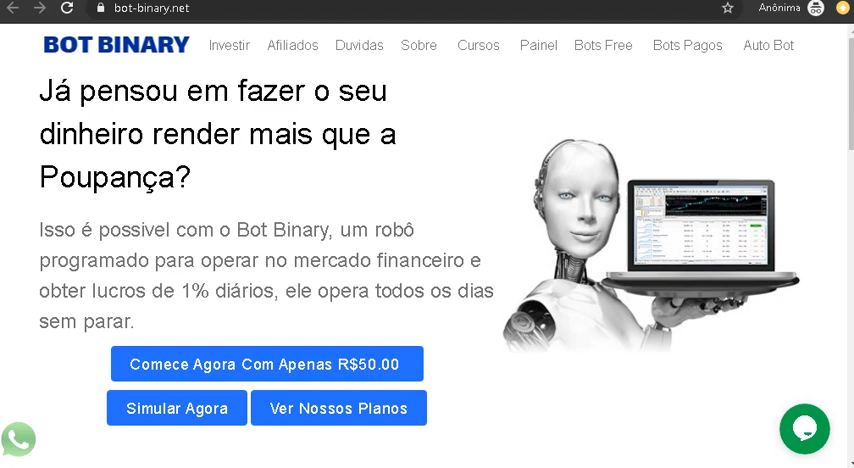 bot-binary.net
Anônima
BOT BINARY Investir Afiliados Duvidas Sobre Cursos Painel Bots Free Bots Pagos Auto Bot
Já pensou em fazer o seu
dinheiro render mais que a
Poupança?
Isso é possivel com o Bot Binary, um robô
programado para operar no mercado financeiro e
obter lucros de 1% diários, ele opera todos os dias
sem parar.
Comece Agora Com Apenas R$50.00
Simular Agora
Ver Nossos Planos